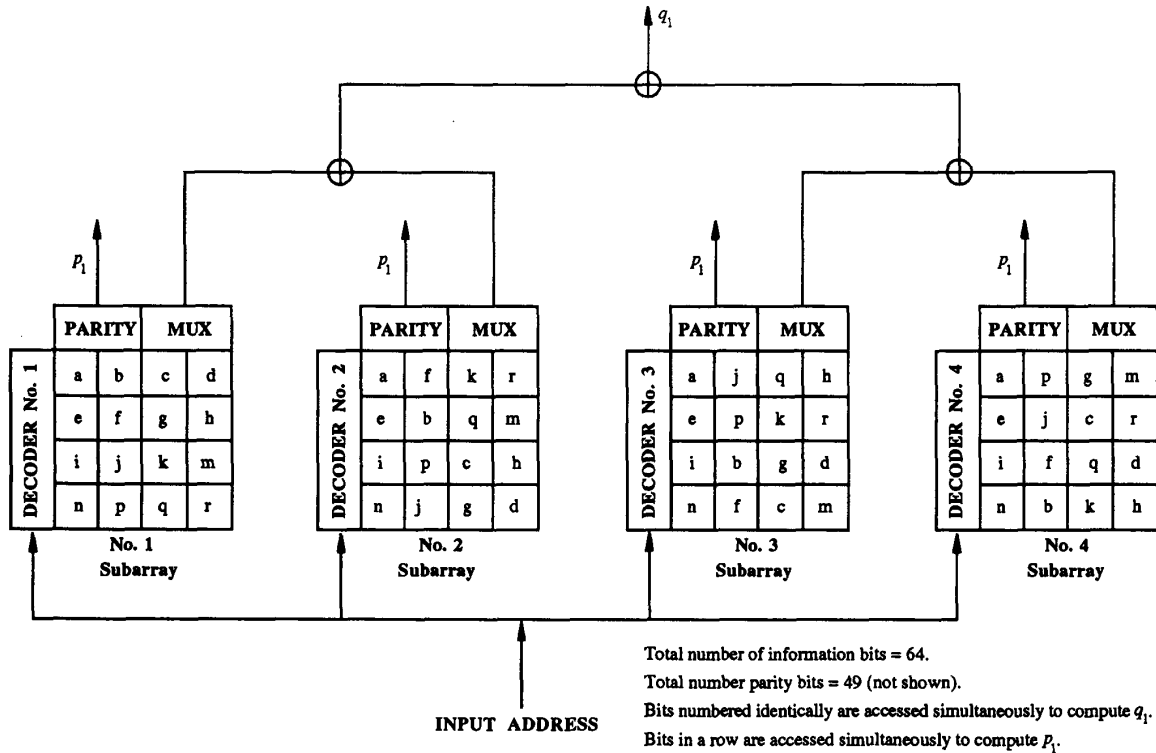 q1
p1 p1 p1 p1
PARITY MUX PARITY MUX PARITY MUX PARITY MUX
DECODER No. 1 DECODER No. 2 DECODER No. 3 DECODER No. 4
a b c d a f k r a j q h a p g m
e f g h e b q m e p k r e j c r
i j k m i p c h i b g d i f q d
n p q r n j g d n f c m n b k h
No. 1 No. 2 No. 3 No. 4
Subarray Subarray Subarray Subarray
Total number of information bits = 64.
Total number parity bits = 49 (not shown).
Bits numbered identically are accessed simultaneously to compute q1.
INPUT ADDRESS Bits in a row are accessed simultaneously to compute p1.